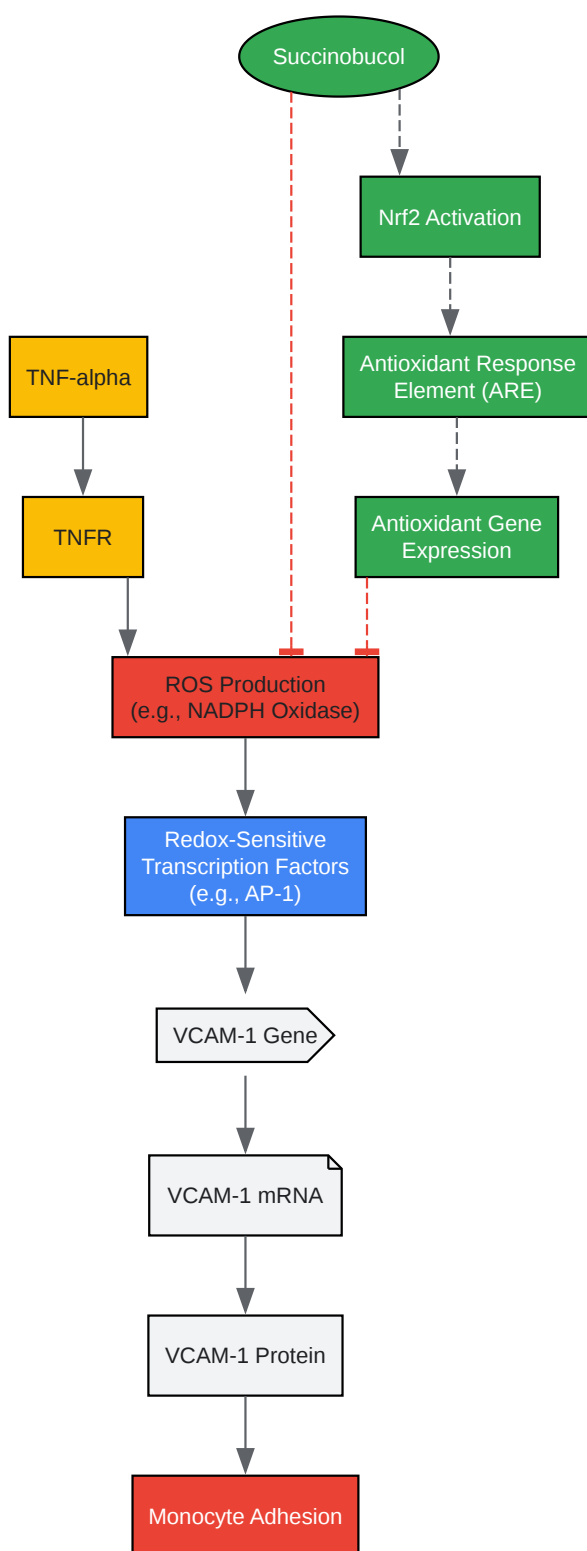 Succinobucol
Nrf2 Activation
TNF-alpha
Antioxidant Response
Element (ARE)
TNFR
Antioxidant Gene
Expression
ROS Production
(e.g., NADPH Oxidase)
Redox-Sensitive
Transcription Factors
(e.g., AP-1)
VCAM-1 Gene
VCAM-1 mRNA
VCAM-1 Protein
Monocyte Adhesion